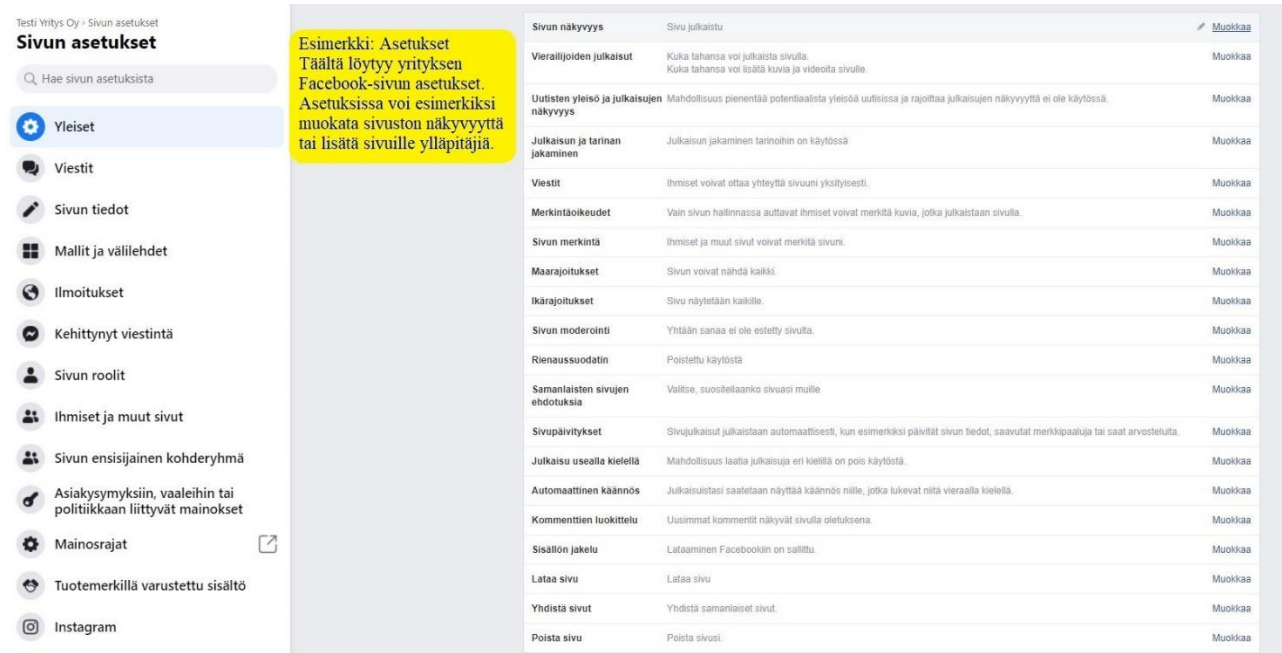 Testi Yritys Oy › Sivun asetukset
Sivun asetukset
Hae sivun asetuksista
Yleiset
Viestit
Sivun tiedot
Mallit ja välilehdet
Ilmoitukset
Kehittynyt viestintä
Sivun roolit
Ihmiset ja muut sivut
Sivun ensisijainen kohderyhmä
Asiakysymyksiin, vaaleihin tai
politiikkaan liittyvät mainokset
Mainosrajat
Tuotemerkillä varustettu sisältö
Instagram
Esimerkki: Asetukset
Täältä löytyy yrityksen
Facebook-sivun asetukset.
Asetuksissa voi esimerkiksi
muokata sivuston näkyvyyttä
tai lisätä sivuille ylläpitäjiä.
Sivun näkyvyys Sivu julkaistu Muokkaa
Vierailijoiden julkaisut Kuka tahansa voi julkaista sivulla. Muokkaa
Kuka tahansa voi lisätä kuvia ja videoita sivulle.
Uutisten yleisö ja julkaisujen Mahdollisuus pienentää potentiaalista yleisöä uutisissa ja rajoittaa julkaisujen näkyvyyttä ei ole käytössä. Muokkaa
näkyvyys
Julkaisun ja tarinan Julkaisun jakaminen tarinoihin on käytössä Muokkaa
jakaminen
Viestit Ihmiset voivat ottaa yhteyttä sivuuni yksityisesti. Muokkaa
Merkintäoikeudet Vain sivun hallinnassa auttavat ihmiset voivat merkitä kuvia, jotka julkaistaan sivulla. Muokkaa
Sivun merkintä Ihmiset ja muut sivut voivat merkitä sivuni. Muokkaa
Maarajoitukset Sivun voivat nähdä kaikki. Muokkaa
Ikärajoitukset Sivu näytetään kaikille. Muokkaa
Sivun moderointi Yhtään sanaa ei ole estetty sivulta. Muokkaa
Rienaussuodatin Poistettu käytöstä Muokkaa
Samanlaisten sivujen Valitse, suositellaanko sivuasi muille Muokkaa
ehdotuksia
Sivupäivitykset Sivujulkaisut julkaistaan automaattisesti, kun esimerkiksi päivität sivun tiedot, saavutat merkkipaaluja tai saat arvosteluita. Muokkaa
Julkaisu usealla kielellä Mahdollisuus laatia julkaisuja eri kielillä on pois käytöstä. Muokkaa
Automaattinen käännös Julkaisuistasi saatetaan näyttää käännös niille, jotka lukevat niitä vieraalla kielellä. Muokkaa
Kommenttien luokittelu Uusimmat kommentit näkyvät sivulla oletuksena. Muokkaa
Sisällön jakelu Lataaminen Facebookiin on sallittu. Muokkaa
Lataa sivu Lataa sivu Muokkaa
Yhdistä sivut Yhdistä samanlaiset sivut. Muokkaa
Poista sivu Poista sivusi. Muokkaa